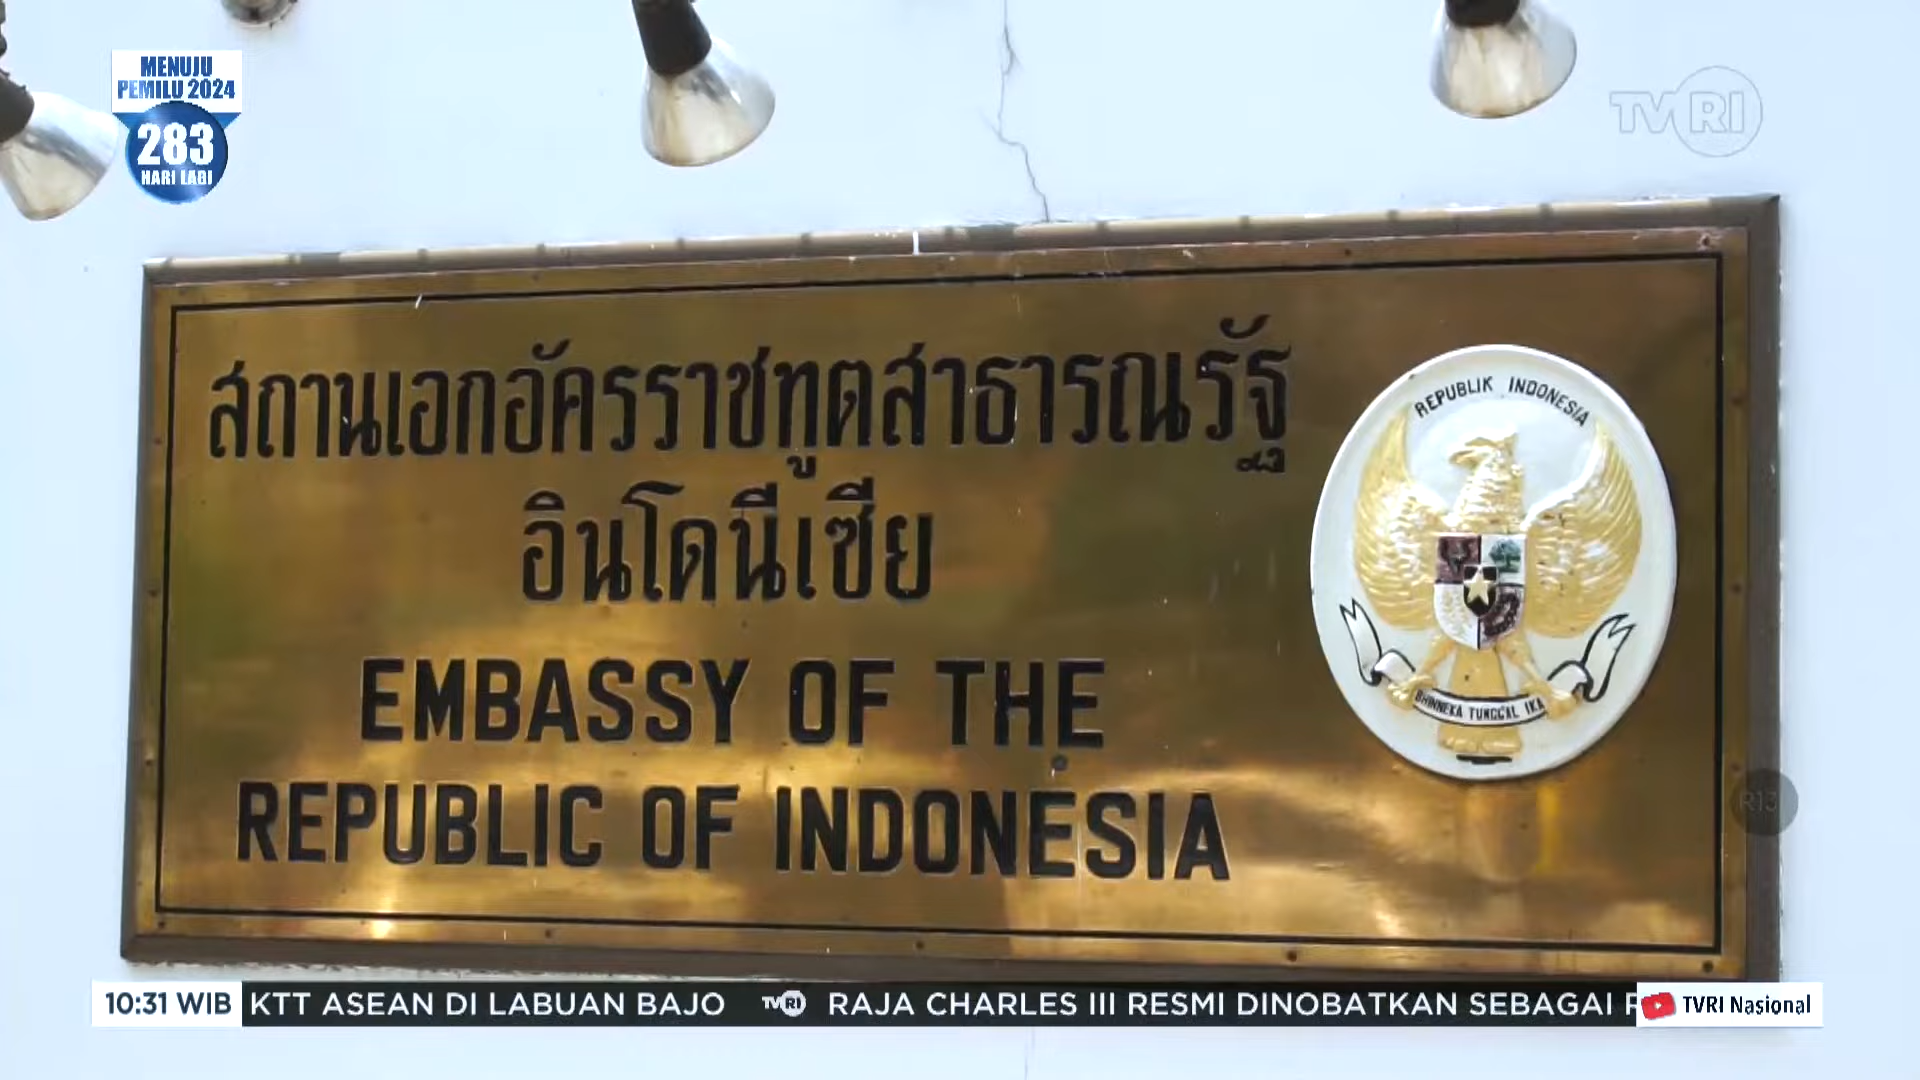 MENUJU
PEMILU 2024
283
HARI LAGI
TVRI
สถานเอกอัครราชทูตสาธารณรัฐ
อินโดนีเซีย
EMBASSY OF THE
REPUBLIC OF INDONESIA
REPUBLIK INDONESIA
BHINNEKA TUNGGAL IKA
R13
10:31 WIB KTT ASEAN DI LABUAN BAJO TVRI RAJA CHARLES III RESMI DINOBATKAN SEBAGAI TVRI Nasional